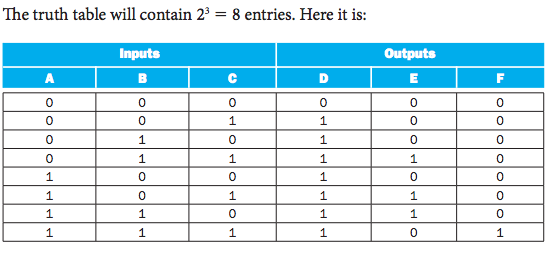 The truth table will contain 2³ = 8 entries. Here it is:
Inputs Outputs
A B C D E F
0 0 0 0 0 0
0 0 1 1 0 0
0 1 0 1 0 0
0 1 1 1 1 0
1 0 0 1 0 0
1 0 1 1 1 0
1 1 0 1 1 0
1 1 1 1 0 1